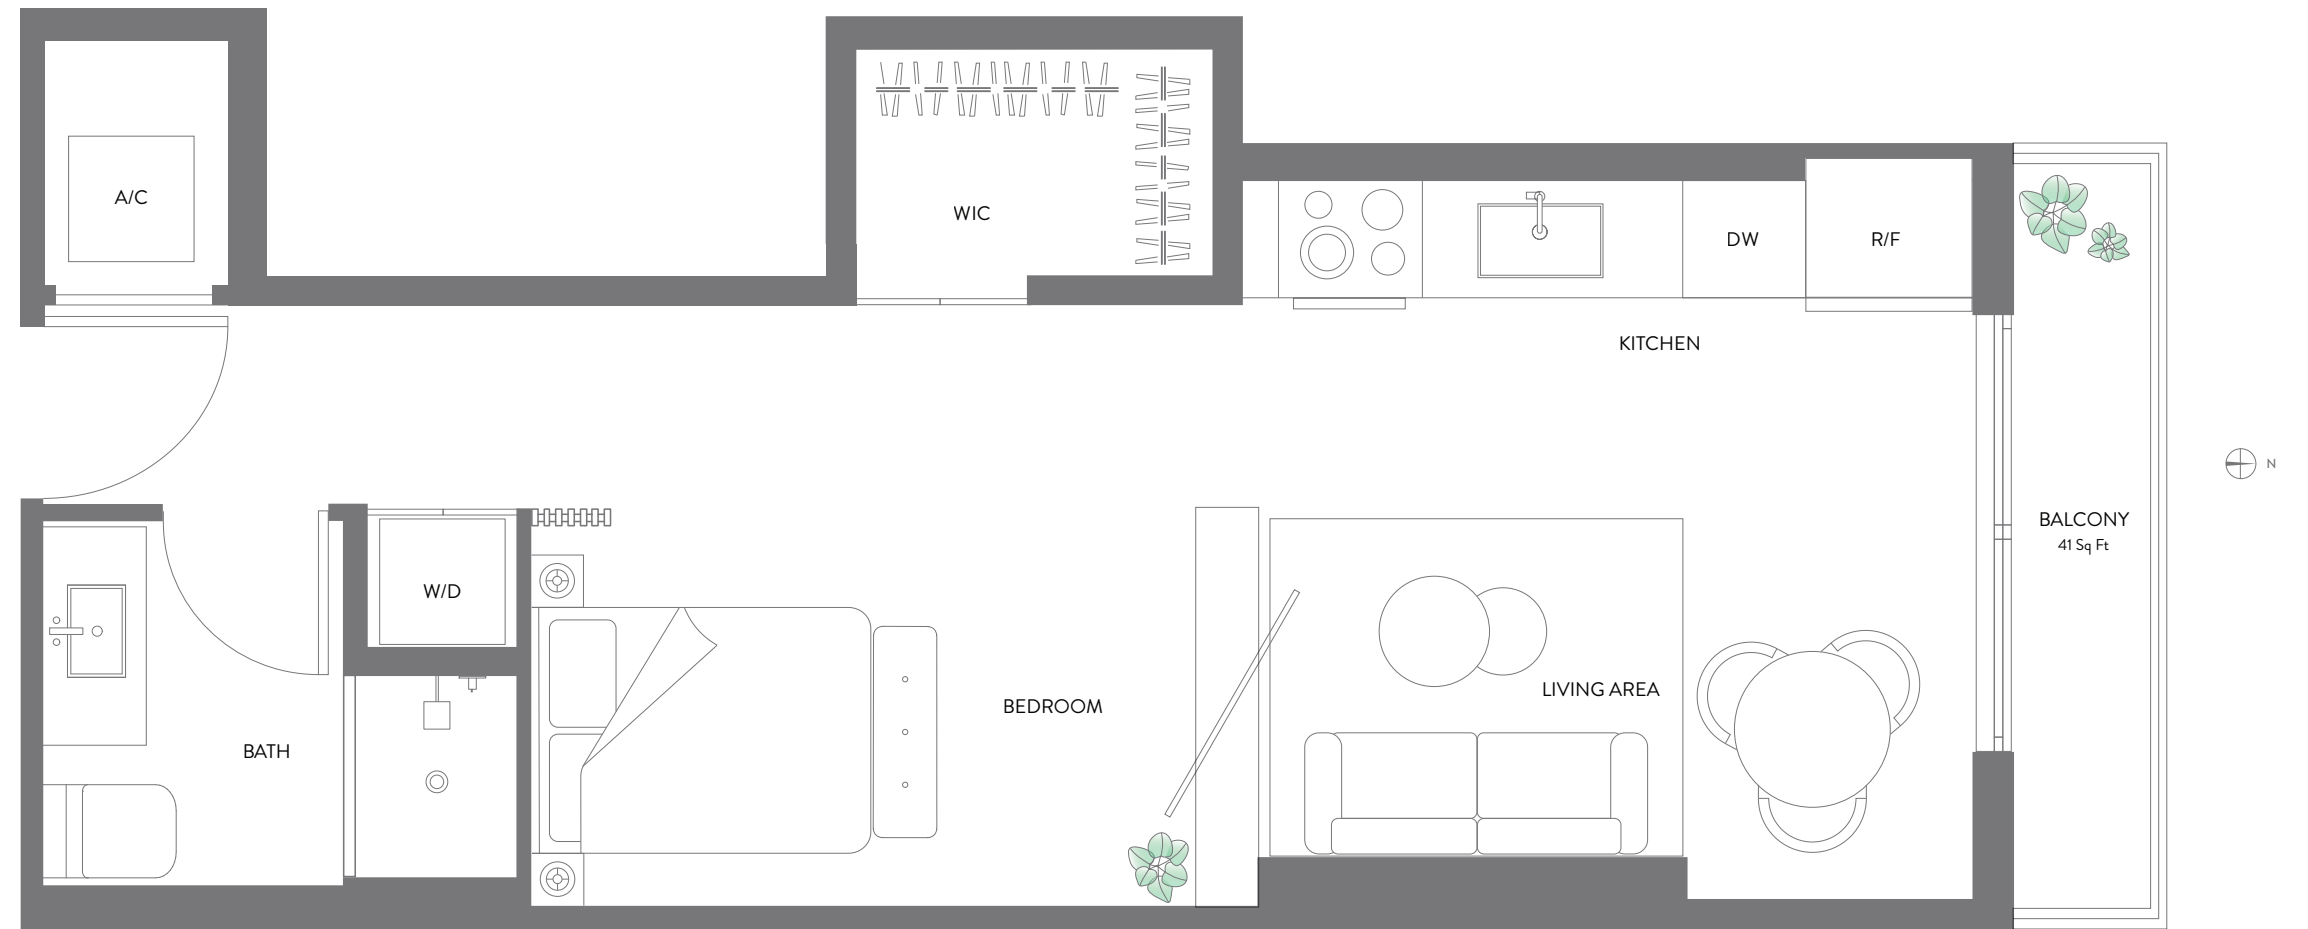 A/C
WIC
DW
R/F
KITCHEN
N
BALCONY
41 Sq Ft
W/D
LIVING AREA
BEDROOM
BATH